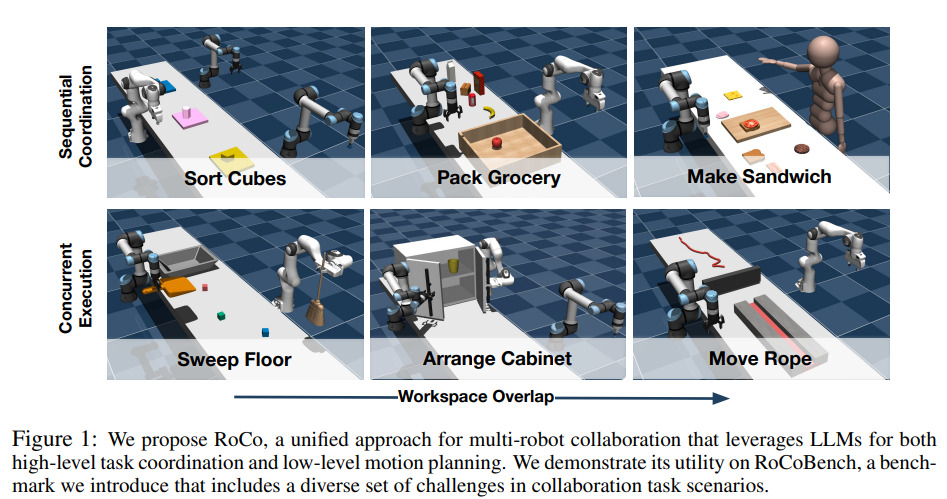 Sequential
Coordination
Sort Cubes
Pack Grocery
Make Sandwich
Concurrent
Execution
Sweep Floor
Arrange Cabinet
Move Rope
Workspace Overlap
Figure 1: We propose RoCo, a unified approach for multi-robot collaboration that leverages LLMs for both
high-level task coordination and low-level motion planning. We demonstrate its utility on RoCoBench, a bench-
mark we introduce that includes a diverse set of challenges in collaboration task scenarios.